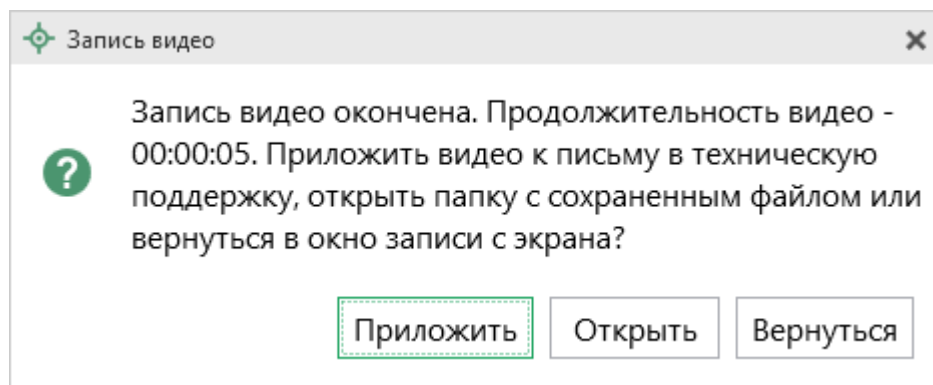 Запись видео
Запись видео окончена. Продолжительность видео -
00:00:05. Приложить видео к письму в техническую
поддержку, открыть папку с сохраненным файлом или
вернуться в окно записи с экрана?
Приложить Открыть Вернуться